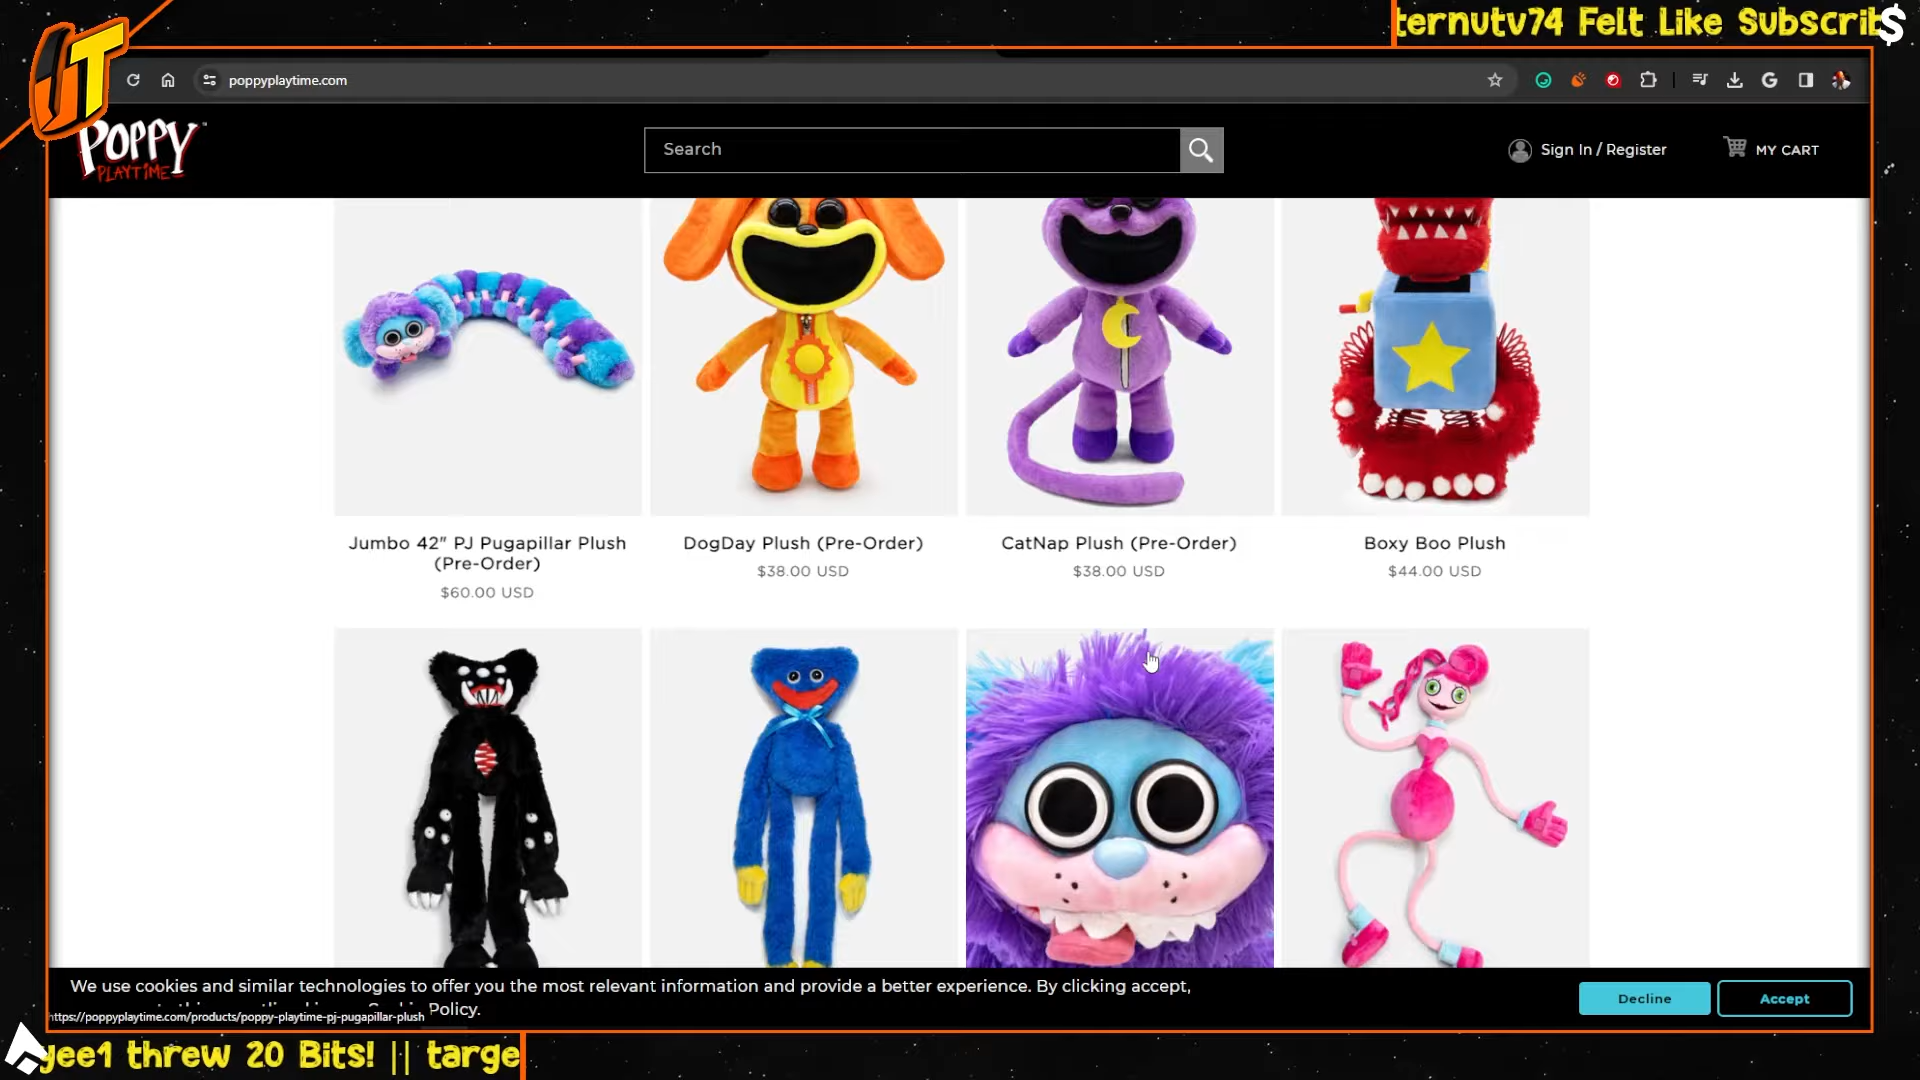 ternutv74 Felt Like Subscrib
$
JT
poppyplaytime.com
POPPY
PLAYTIME
Search
Sign In / Register
MY CART
Jumbo 42" PJ Pugapillar Plush
(Pre-Order)
$60.00 USD
DogDay Plush (Pre-Order)
$38.00 USD
CatNap Plush (Pre-Order)
$38.00 USD
Boxy Boo Plush
$44.00 USD
We use cookies and similar technologies to offer you the most relevant information and provide a better experience. By clicking accept,
Policy.
https://poppyplaytime.com/products/poppy-playtime-pj-pugapillar-plush
Decline
Accept
gee1 threw 20 Bits! || targe